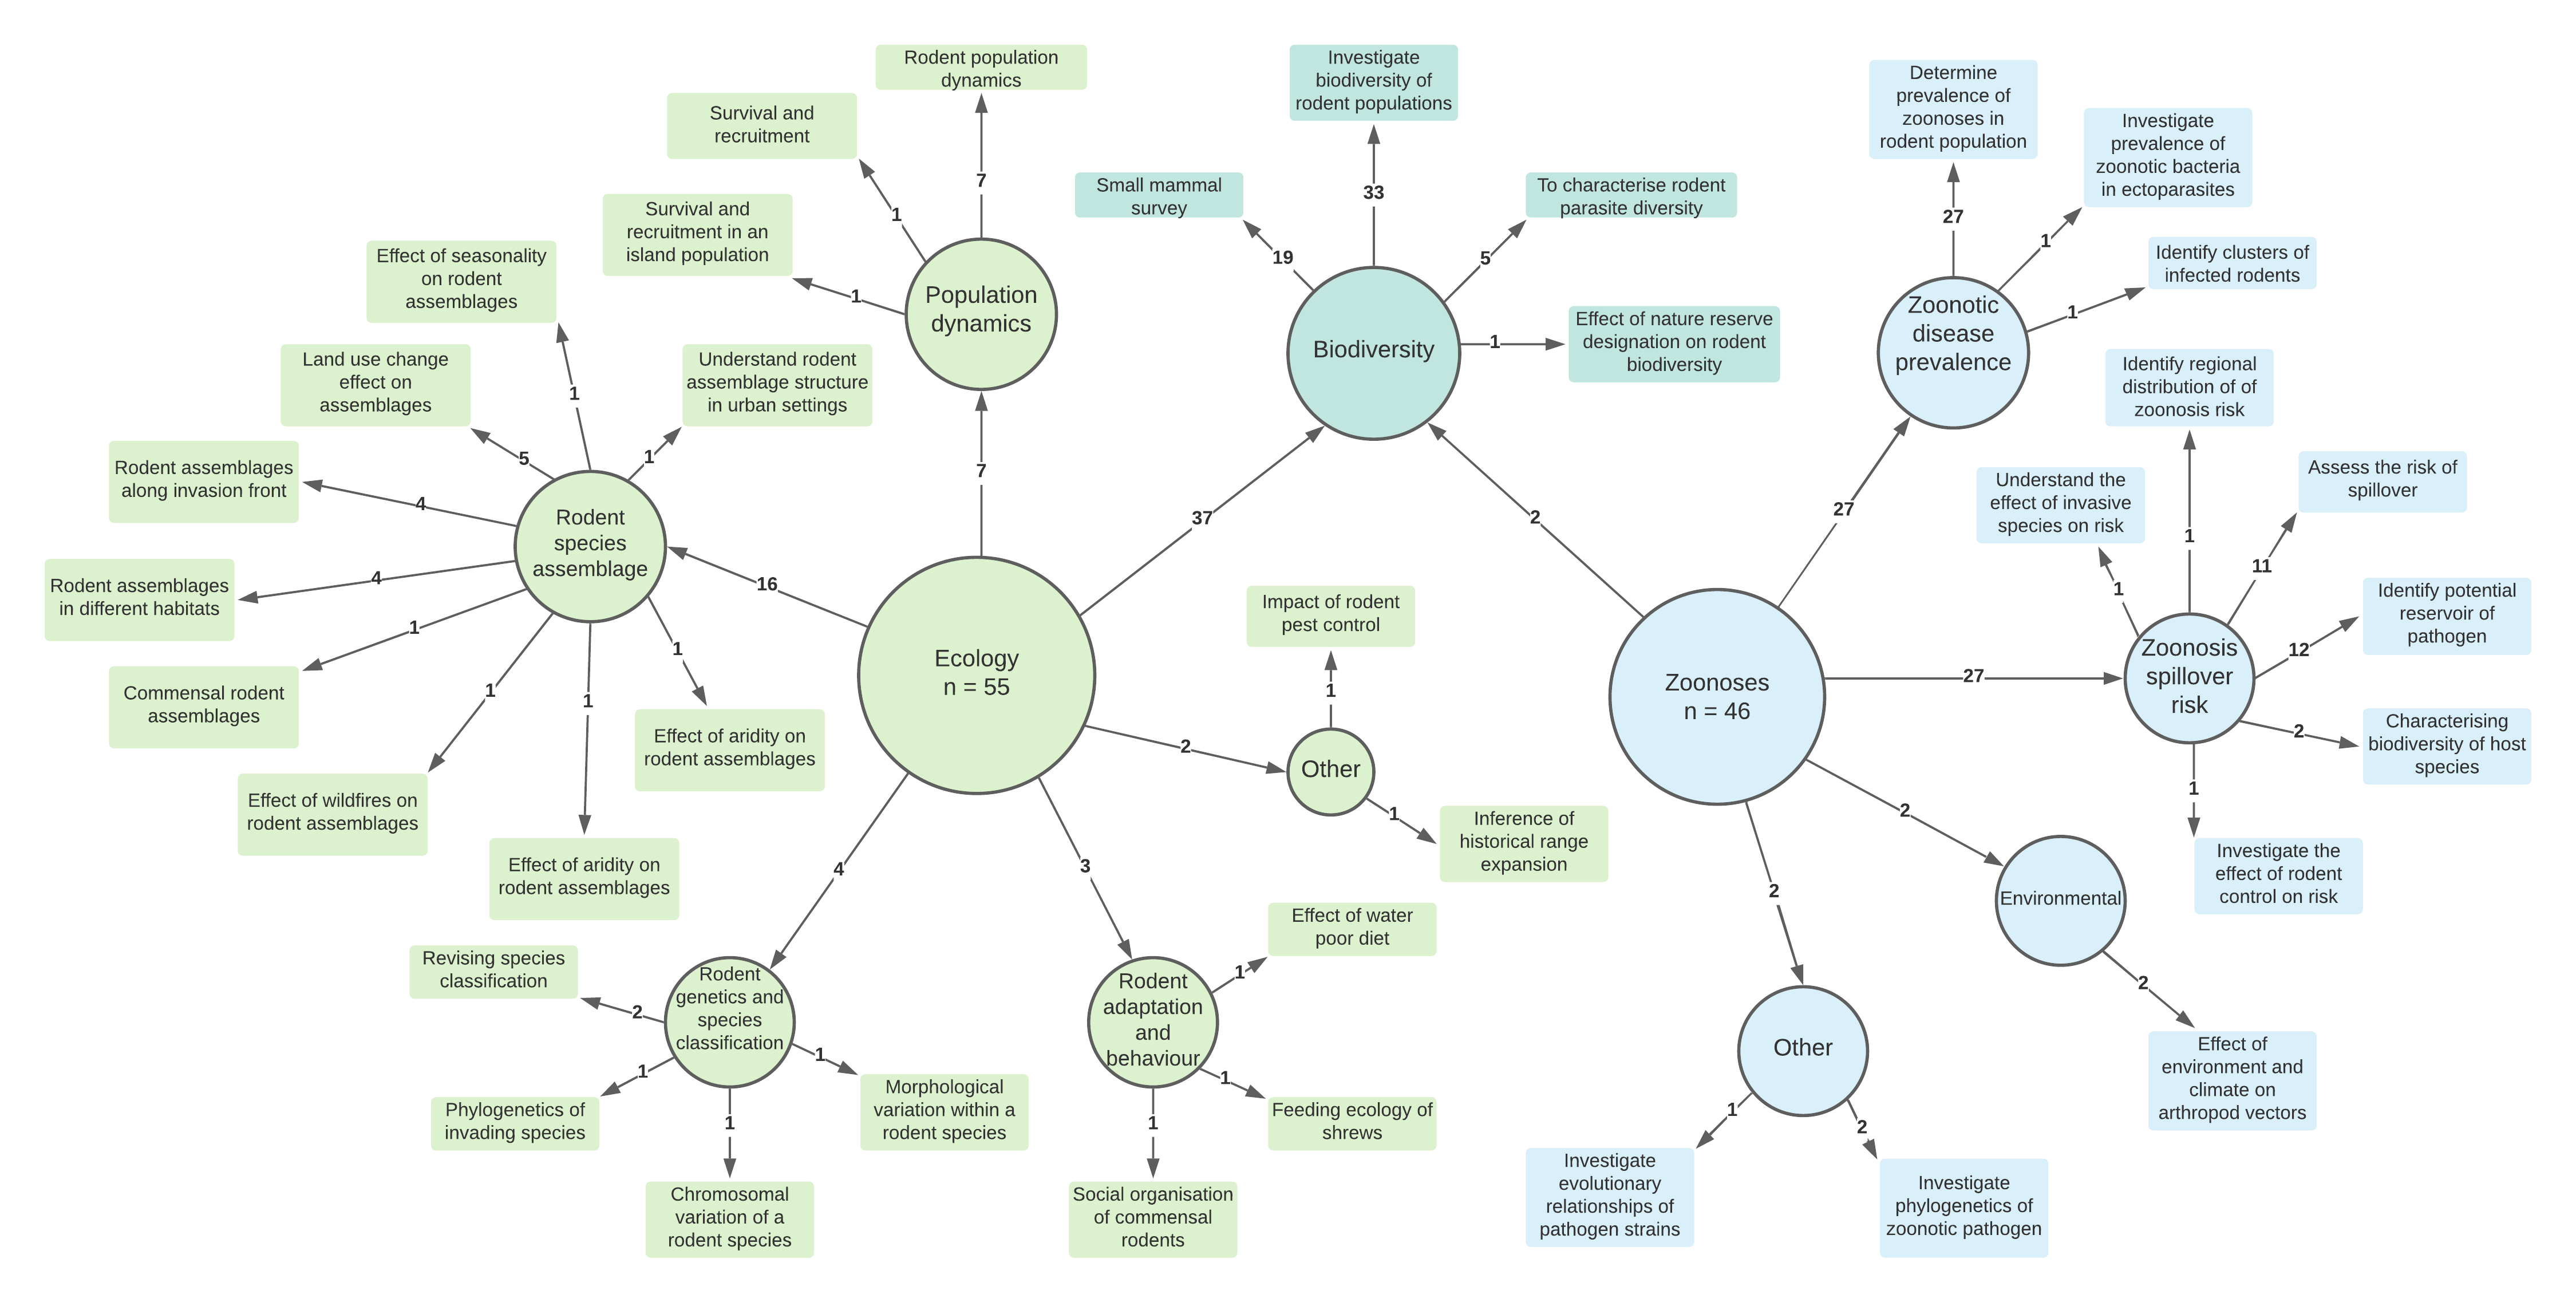 Rodent population
dynamics
Survival and
recruitment
Survival and
recruitment in an
island population
7
1
1
Population
dynamics
7
Effect of seasonality
on rodent
assemblages
Land use change
effect on
assemblages
Understand rodent
assemblage structure
in urban settings
Rodent assemblages
along invasion front
Rodent assemblages
in different habitats
Commensal rodent
assemblages
Effect of wildfires on
rodent assemblages
Effect of aridity on
rodent assemblages
Effect of aridity on
rodent assemblages
1
5
1
4
4
1
1
1
1
Rodent
species
assemblage
16
Ecology
n = 55
37
2
4
3
Investigate
biodiversity of
rodent populations
Small mammal
survey
To characterise rodent
parasite diversity
Effect of nature reserve
designation on rodent
biodiversity
33
19
5
1
Biodiversity
2
Impact of rodent
pest control
1
Other
1
Inference of
historical range
expansion
Revising species
classification
2
Rodent
genetics and
species
classification
1
1
1
Phylogenetics of
invading species
Chromosomal
variation of a
rodent species
Morphological
variation within a
rodent species
Effect of water
poor diet
1
Rodent
adaptation
and
behaviour
1
1
Feeding ecology of
shrews
Social organisation
of commensal
rodents
Determine
prevalence of
zoonoses in
rodent population
Investigate
prevalence of
zoonotic bacteria
in ectoparasites
Identify clusters of
infected rodents
27
1
1
Zoonotic
disease
prevalence
27
Zoonoses
n = 46
27
2
2
Identify regional
distribution of of
zoonosis risk
Understand the
effect of invasive
species on risk
Assess the risk of
spillover
Identify potential
reservoir of
pathogen
Characterising
biodiversity of host
species
Investigate the
effect of rodent
control on risk
1
1
11
12
2
1
Zoonosis
spillover
risk
Environmental
2
Effect of
environment and
climate on
arthropod vectors
Other
1
2
Investigate
evolutionary
relationships of
pathogen strains
Investigate
phylogenetics of
zoonotic pathogen